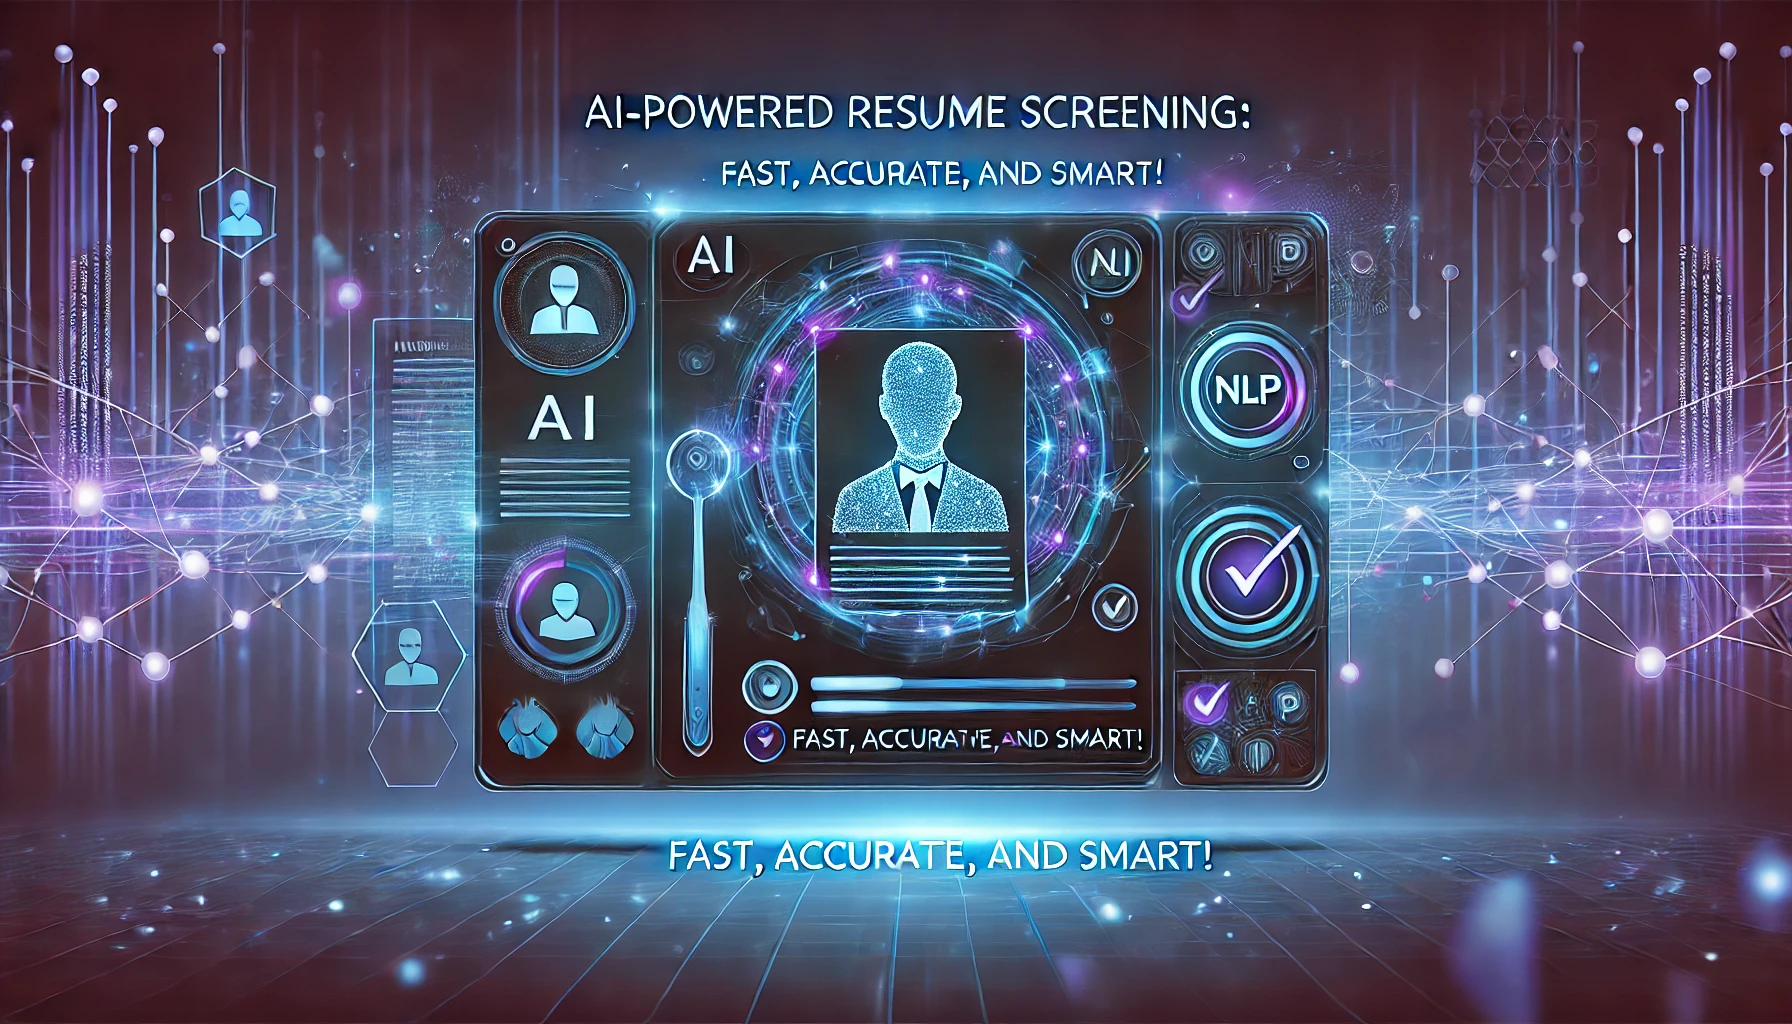 AI-POWERED RESUME SCREENING:
FAST, ACCURATE, AND SMART!
AI
NI
D
AI
NLP
P
FAST, ACCURATIE, AND SMART!
FAST, ACCURATE, AND SMART!